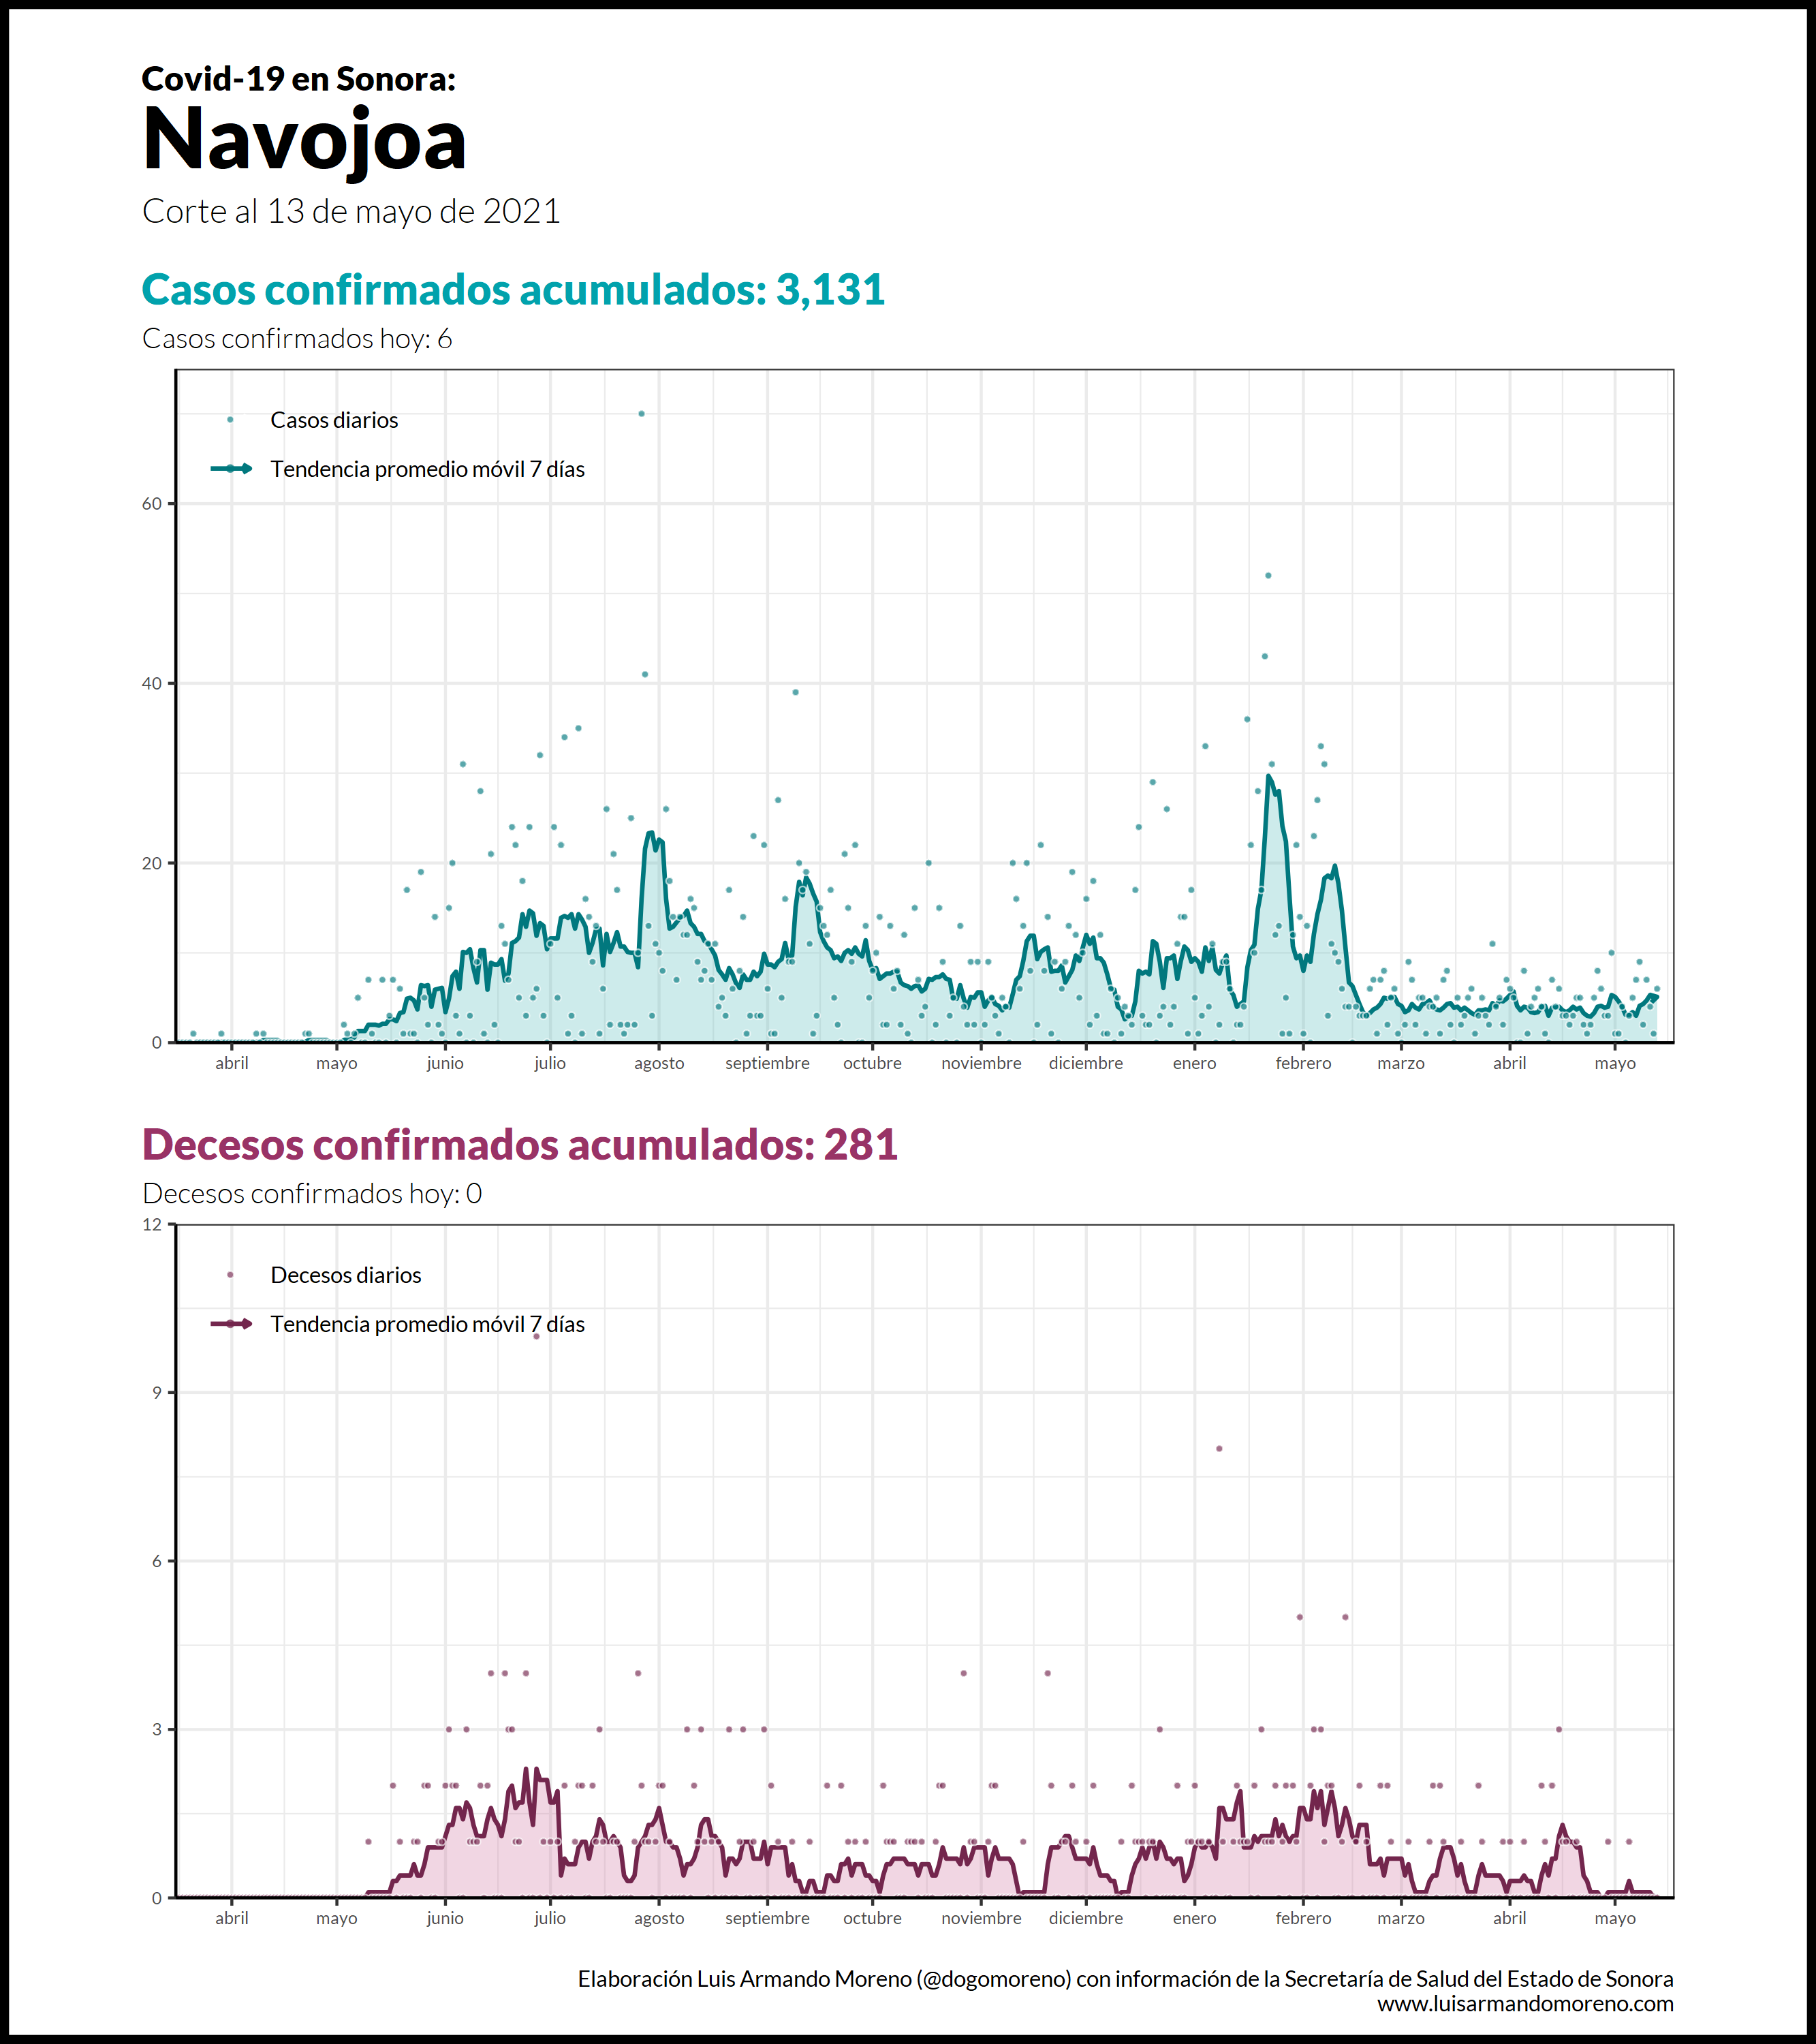 Covid-19 en Sonora:
Navojoa
Corte al 13 de mayo de 2021
Casos confirmados acumulados: 3,131
Casos confirmados hoy: 6
Casos diarios
Tendencia promedio móvil 7 días
60
40
20
0
abril mayo junio julio agosto septiembre octubre noviembre diciembre enero febrero marzo abril mayo
Decesos confirmados acumulados: 281
Decesos confirmados hoy: 0
12
Decesos diarios
Tendencia promedio móvil 7 días
9
6
3
0
abril mayo junio julio agosto septiembre octubre noviembre diciembre enero febrero marzo abril mayo
Elaboración Luis Armando Moreno (@dogomoreno) con información de la Secretaría de Salud del Estado de Sonora
www.luisarmandomoreno.com